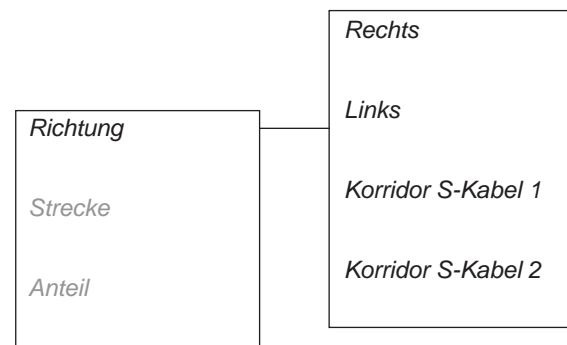 Richtung
Strecke
Anteil
Rechts
Links
Korridor S-Kabel 1
Korridor S-Kabel 2